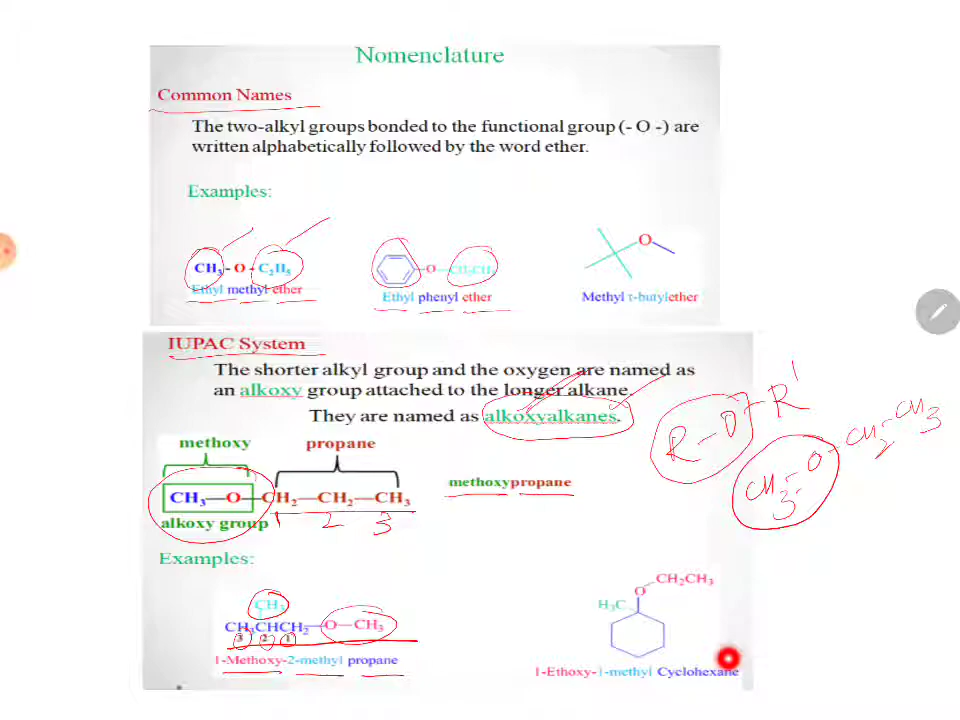 Nomenclature
Common Names
The two-alkyl groups bonded to the functional group (- O -) are
written alphabetically followed by the word ether.
Examples:
CH₃ - O - C₂H₅
O CH₂CH₃
O
Ethyl methyl ether
Ethyl phenyl ether
Methyl τ-butylether
IUPAC System
The shorter alkyl group and the oxygen are named as
an alkoxy group attached to the longer alkane.
They are named as alkoxyalkanes.
R-O-R'
CH₃-O-CH₂-CH₃
methoxy propane
CH₃—O—CH₂—CH₂—CH₃
methoxypropane
alkoxy group
1 2 3
Examples:
CH₃
CH₃CHCH₂—O—CH₃
3 2 1
1-Methoxy-2-methyl propane
CH₂CH₃
O
H₃C
1-Ethoxy-1-methyl Cyclohexane